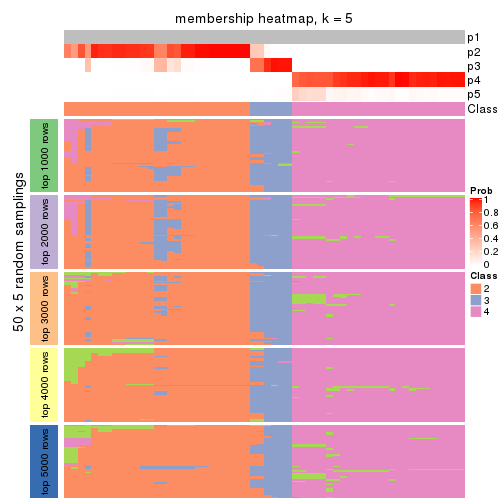 membership heatmap, k = 5
p1
p2
p3
p4
p5
Class
50 x 5 random samplings
top 1000 rows
top 2000 rows
top 3000 rows
top 4000 rows
top 5000 rows
Prob
1
0.8
0.6
0.4
0.2
0
Class
2
3
4